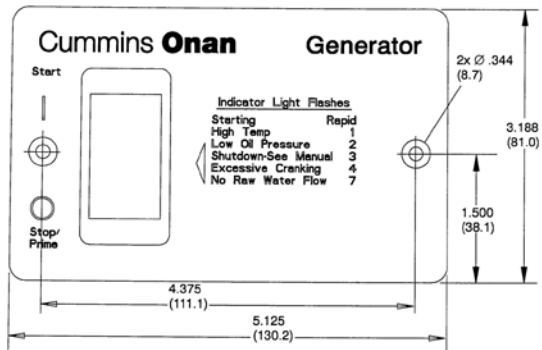 Cummins Onan Generator
Start
2x Ø .344
(8.7)
Indicator Light Flashes
Starting Rapid
High Temp 1
Low Oil Pressure 2
Shutdown-See Manual 3
Excessive Cranking 4
No Raw Water Flow 7
3.188
(81.0)
1.500
(38.1)
Stop/
Prime
4.375
(111.1)
5.125
(130.2)